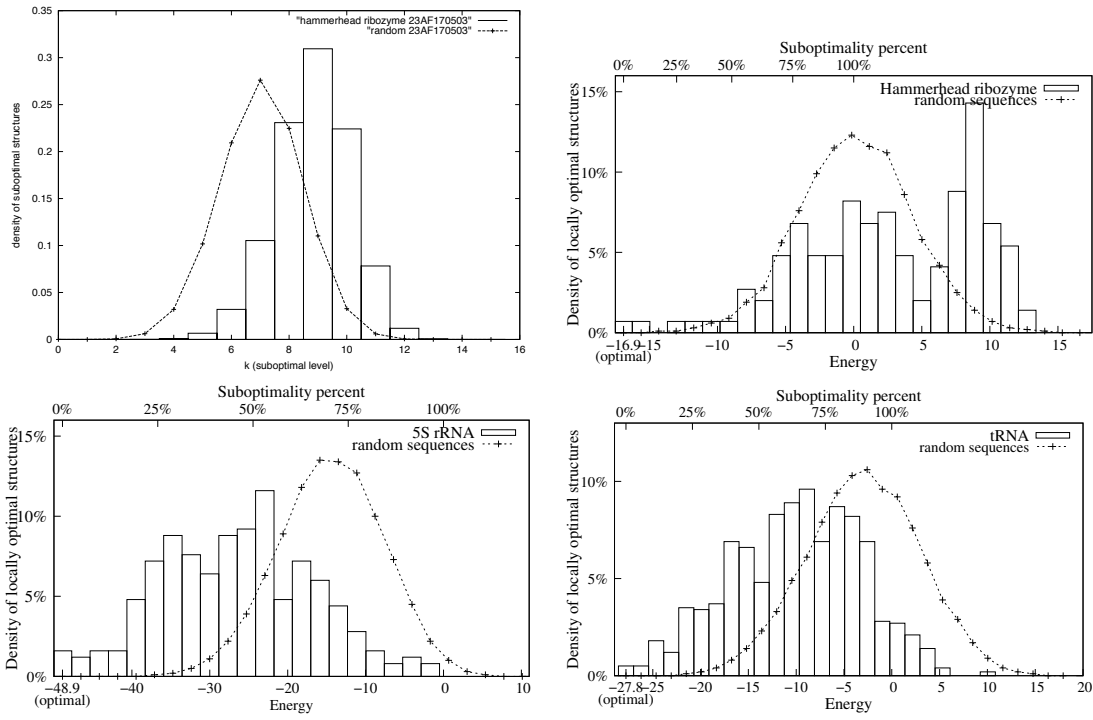 0.35
0.3
0.25
0.2
0.15
0.1
0.05
0
density of suboptimal structures
"hammerhead ribozyme 23AF170503"
"random 23AF170503"
0 2 4 6 8 10 12 14 16
k (suboptimal level)
Suboptimality percent
0% 25% 50% 75% 100%
15%
10%
5%
0%
Density of locally optimal structures
Hammerhead ribozyme
random sequences
−16.9 −15 −10 −5 0 5 10 15
(optimal)
Energy
Suboptimality percent
0% 25% 50% 75% 100%
15%
10%
5%
0%
Density of locally optimal structures
5S rRNA
random sequences
−48.9 −40 −30 −20 −10 0 10
(optimal)
Energy
Suboptimality percent
0% 25% 50% 75% 100%
10%
5%
0%
Density of locally optimal structures
tRNA
random sequences
−27.8 −25 −20 −15 −10 −5 0 5 10 15 20
(optimal)
Energy